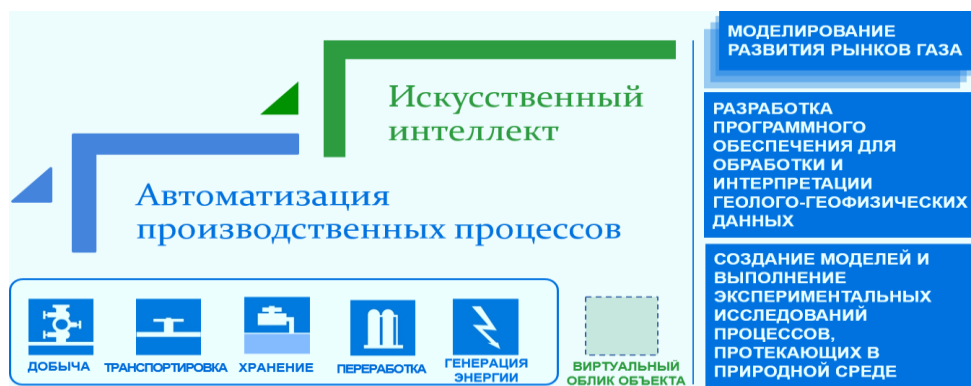 Искусственный
интеллект
Автоматизация
производственных процессов
ДОБЫЧА
ТРАНСПОРТИРОВКА
ХРАНЕНИЕ
ПЕРЕРАБОТКА
ГЕНЕРАЦИЯ
ЭНЕРГИИ
ВИРТУАЛЬНЫЙ
ОБЛИК ОБЪЕКТА
МОДЕЛИРОВАНИЕ
РАЗВИТИЯ РЫНКОВ ГАЗА
РАЗРАБОТКА
ПРОГРАММНОГО
ОБЕСПЕЧЕНИЯ ДЛЯ
ОБРАБОТКИ И
ИНТЕРПРЕТАЦИИ
ГЕОЛОГО-ГЕОФИЗИЧЕСКИХ
ДАННЫХ
СОЗДАНИЕ МОДЕЛЕЙ И
ВЫПОЛНЕНИЕ
ЭКСПЕРИМЕНТАЛЬНЫХ
ИССЛЕДОВАНИЙ
ПРОЦЕССОВ,
ПРОТЕКАЮЩИХ В
ПРИРОДНОЙ СРЕДЕ